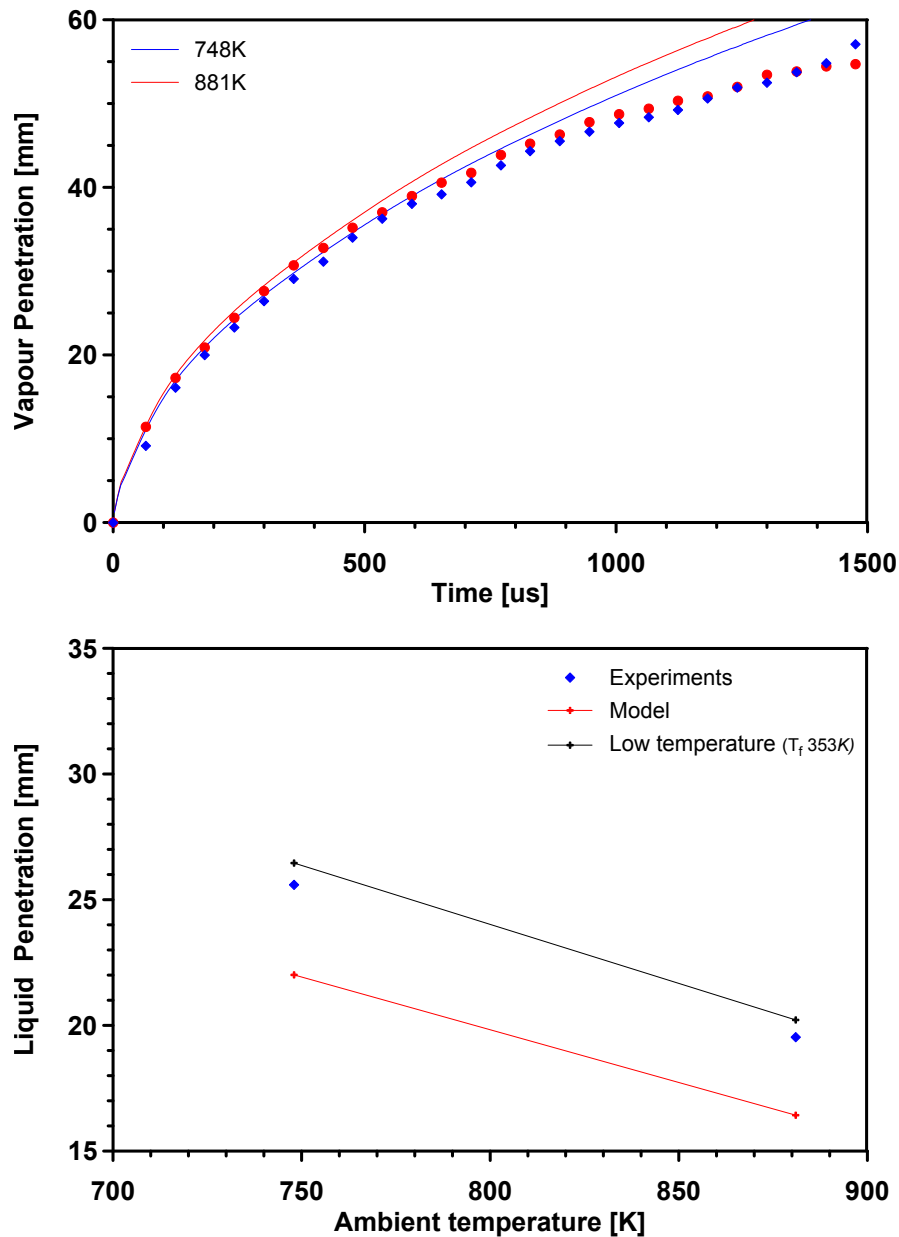 60
748K
881K
40
20
0
Vapour Penetration [mm]
0 500 1000 1500
Time [us]
35
Experiments
Model
Low temperature (Tf 353K)
30
25
20
15
Liquid Penetration [mm]
700 750 800 850 900
Ambient temperature [K]